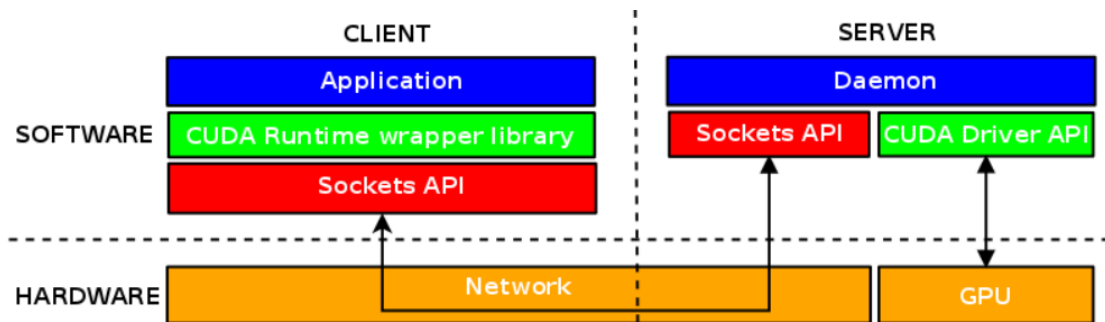 CLIENT
SERVER
Application
Daemon
SOFTWARE
CUDA Runtime wrapper library
Sockets API
CUDA Driver API
Sockets API
Network
HARDWARE
GPU